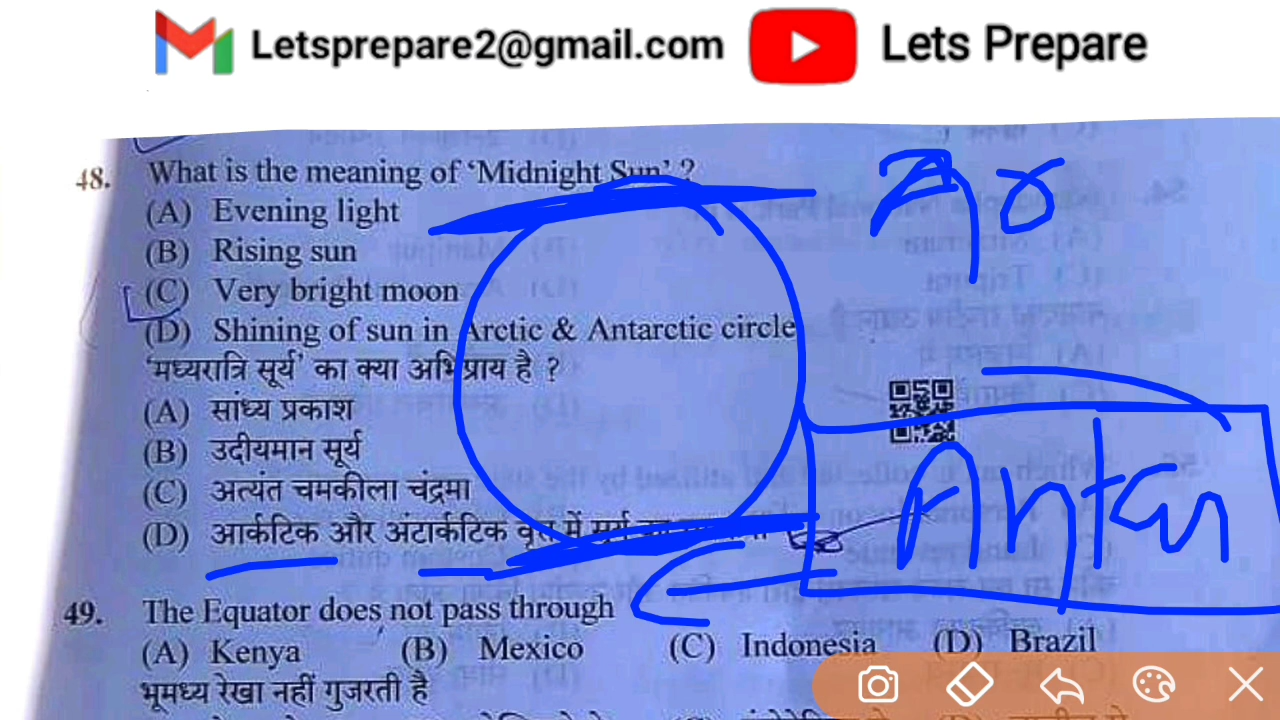 Letsprepare2@gmail.com Lets Prepare
48. What is the meaning of ‘Midnight Sun’ ?
(A) Evening light
(B) Rising sun
(C) Very bright moon
(D) Shining of sun in Arctic & Antarctic circle
‘मध्यरात्रि सूर्य’ का क्या अभिप्राय है ?
(A) सांध्य प्रकाश
(B) उदीयमान सूर्य
(C) अत्यंत चमकीला चंद्रमा
(D) आर्कटिक और अंटार्कटिक वृत्त में सूर्य का
Antar
49. The Equator does not pass through
(A) Kenya (B) Mexico (C) Indonesia (D) Brazil
भूमध्य रेखा नहीं गुजरती है